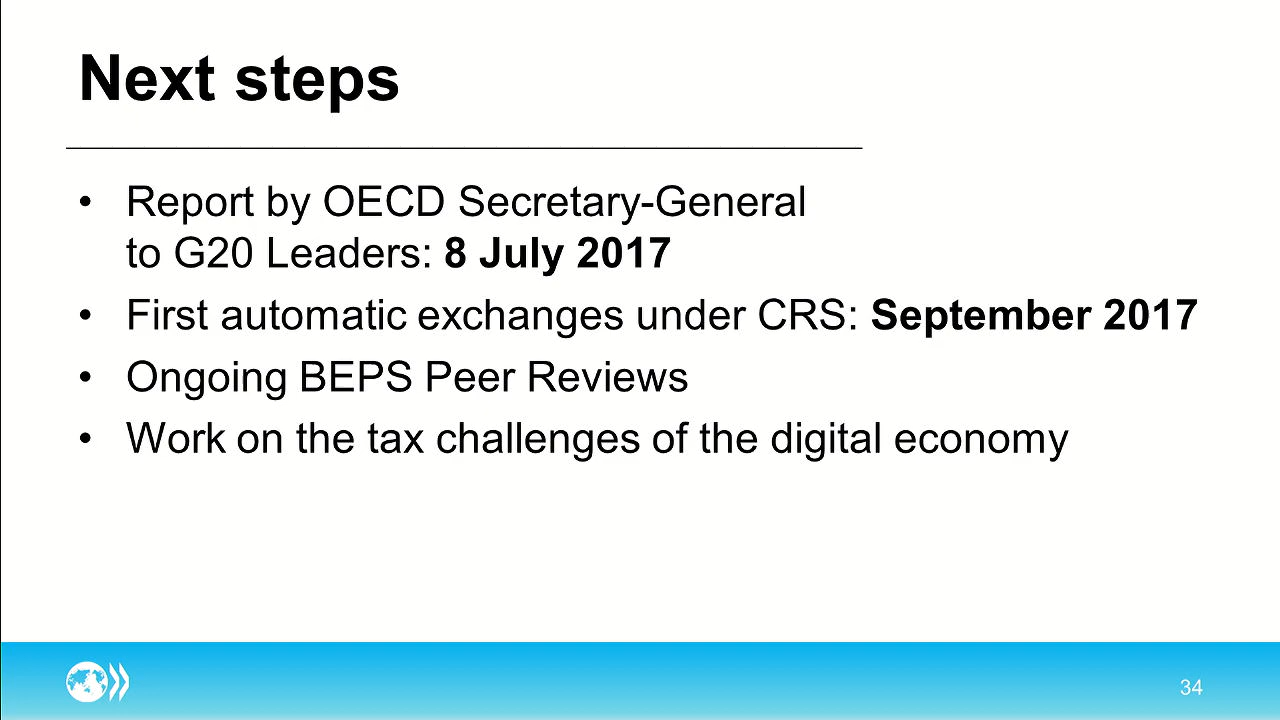 Next steps
• Report by OECD Secretary-General
to G20 Leaders: 8 July 2017
• First automatic exchanges under CRS: September 2017
• Ongoing BEPS Peer Reviews
• Work on the tax challenges of the digital economy
34